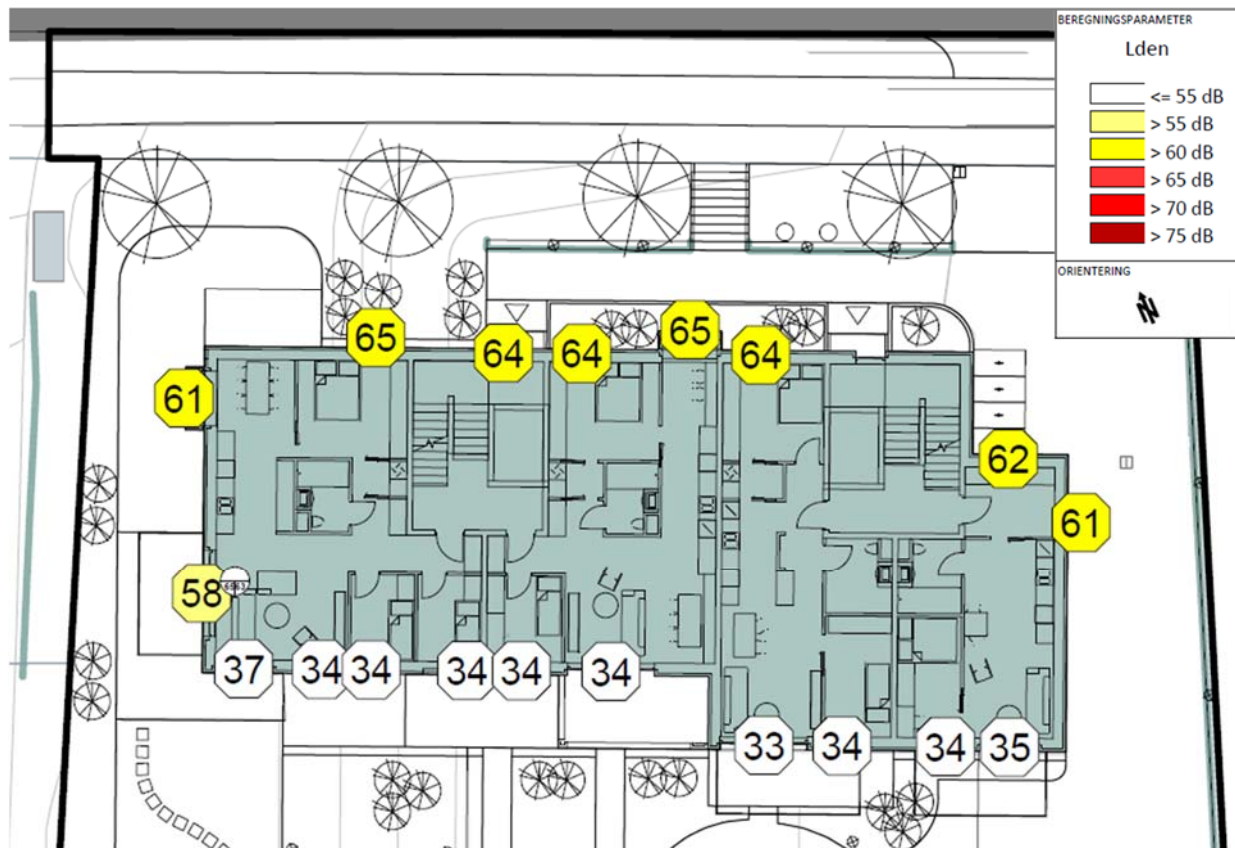 BEREGNINGSPARAMETER
Lden
<= 55 dB
> 55 dB
> 60 dB
> 65 dB
> 70 dB
> 75 dB
ORIENTERING
N
65
64
64
65
64
61
62
61
58
37
34
34
34
34
34
33
34
34
35